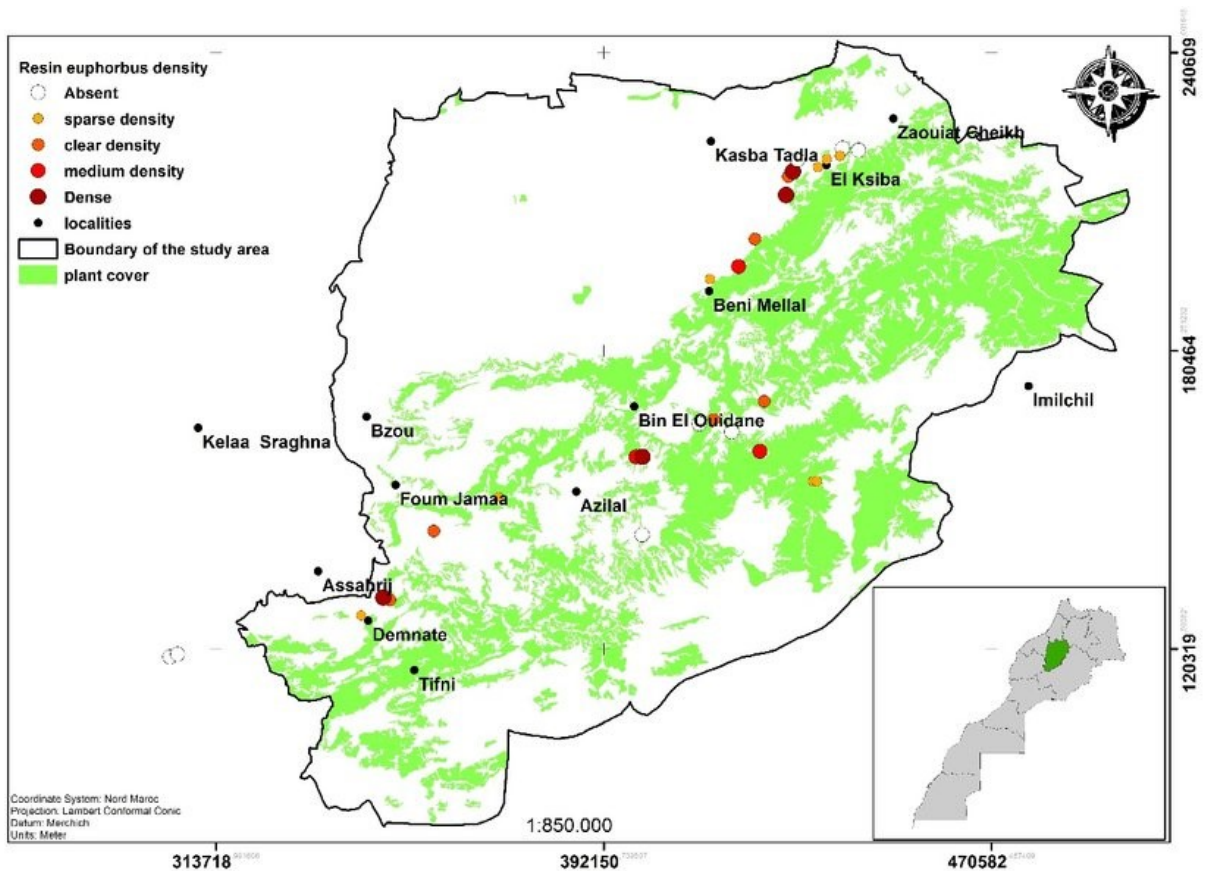 Resin euphorbus density
Absent
sparse density
clear density
medium density
Dense
localities
Boundary of the study area
plant cover
240609
Zaouiat Cheikh
Kasba Tadla
El Ksiba
Beni Mellal
180464
Imilchil
Bin El Ouidane
Bzou
Kelaa Sraghna
Foum Jamaa
Azilal
Assahrij
Demnate
Tifni
120319
Coordinate System: Nord Maroc
Projection: Lambert Conformal Conic
Datum: Merchich
Units: Meter
1:850.000
313718
392150
470582